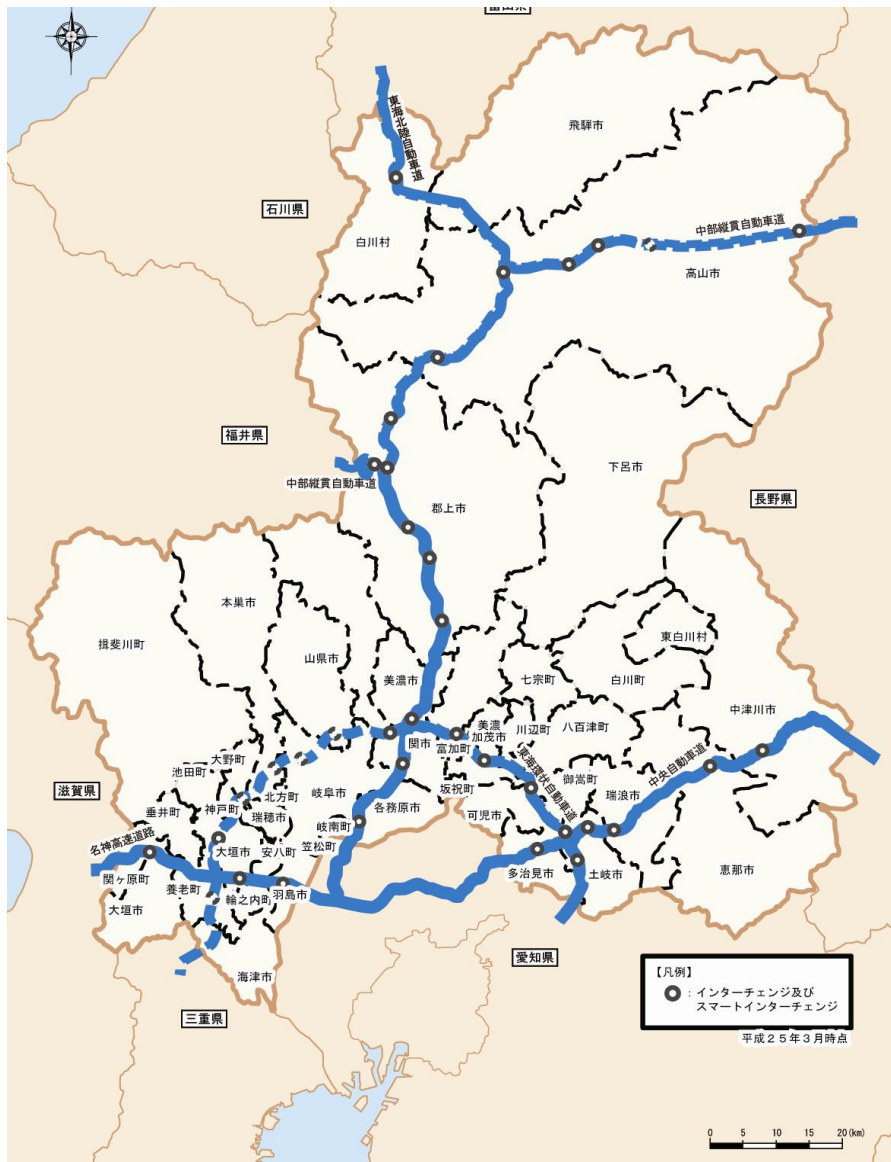 富山県
東海北陸自動車道
飛騨市
石川県
白川村
中部縦貫自動車道
高山市
福井県
中部縦貫自動車道
下呂市
長野県
郡上市
本巣市
揖斐川町
山県市
東白川村
美濃市
七宗町
白川町
中津川市
美濃
加茂市
川辺町
八百津町
関市
富加町
大野町
池田町
東海環状自動車道
中央自動車道
滋賀県
御嵩町
北方町
岐阜市
坂祝町
瑞浪市
垂井町
神戸町
瑞穂市
各務原市
可児市
岐南町
名神高速道路
大垣市
安八町
笠松町
恵那市
関ヶ原町
養老町
多治見市
土岐市
羽島市
輪之内町
大垣市
愛知県
海津市
三重県
【凡例】
：インターチェンジ及び
スマートインターチェンジ
平成２５年３月時点
0 5 10 15 20(km)